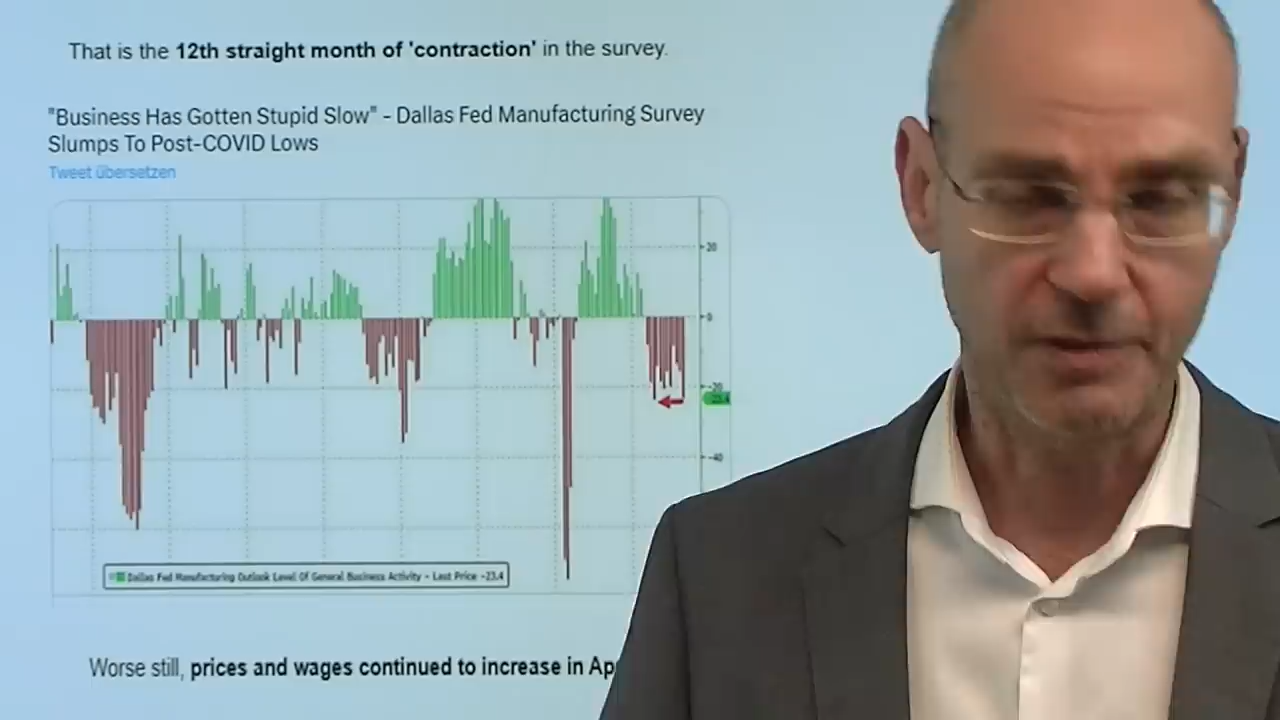 That is the 12th straight month of 'contraction' in the survey.
"Business Has Gotten Stupid Slow" - Dallas Fed Manufacturing Survey
Slumps To Post-COVID Lows
Tweet übersetzen
20
0
-20
-23.4
-40
Dallas Fed Manufacturing Outlook Level Of General Business Activity - Last Price -23.4
Worse still, prices and wages continued to increase in Ap